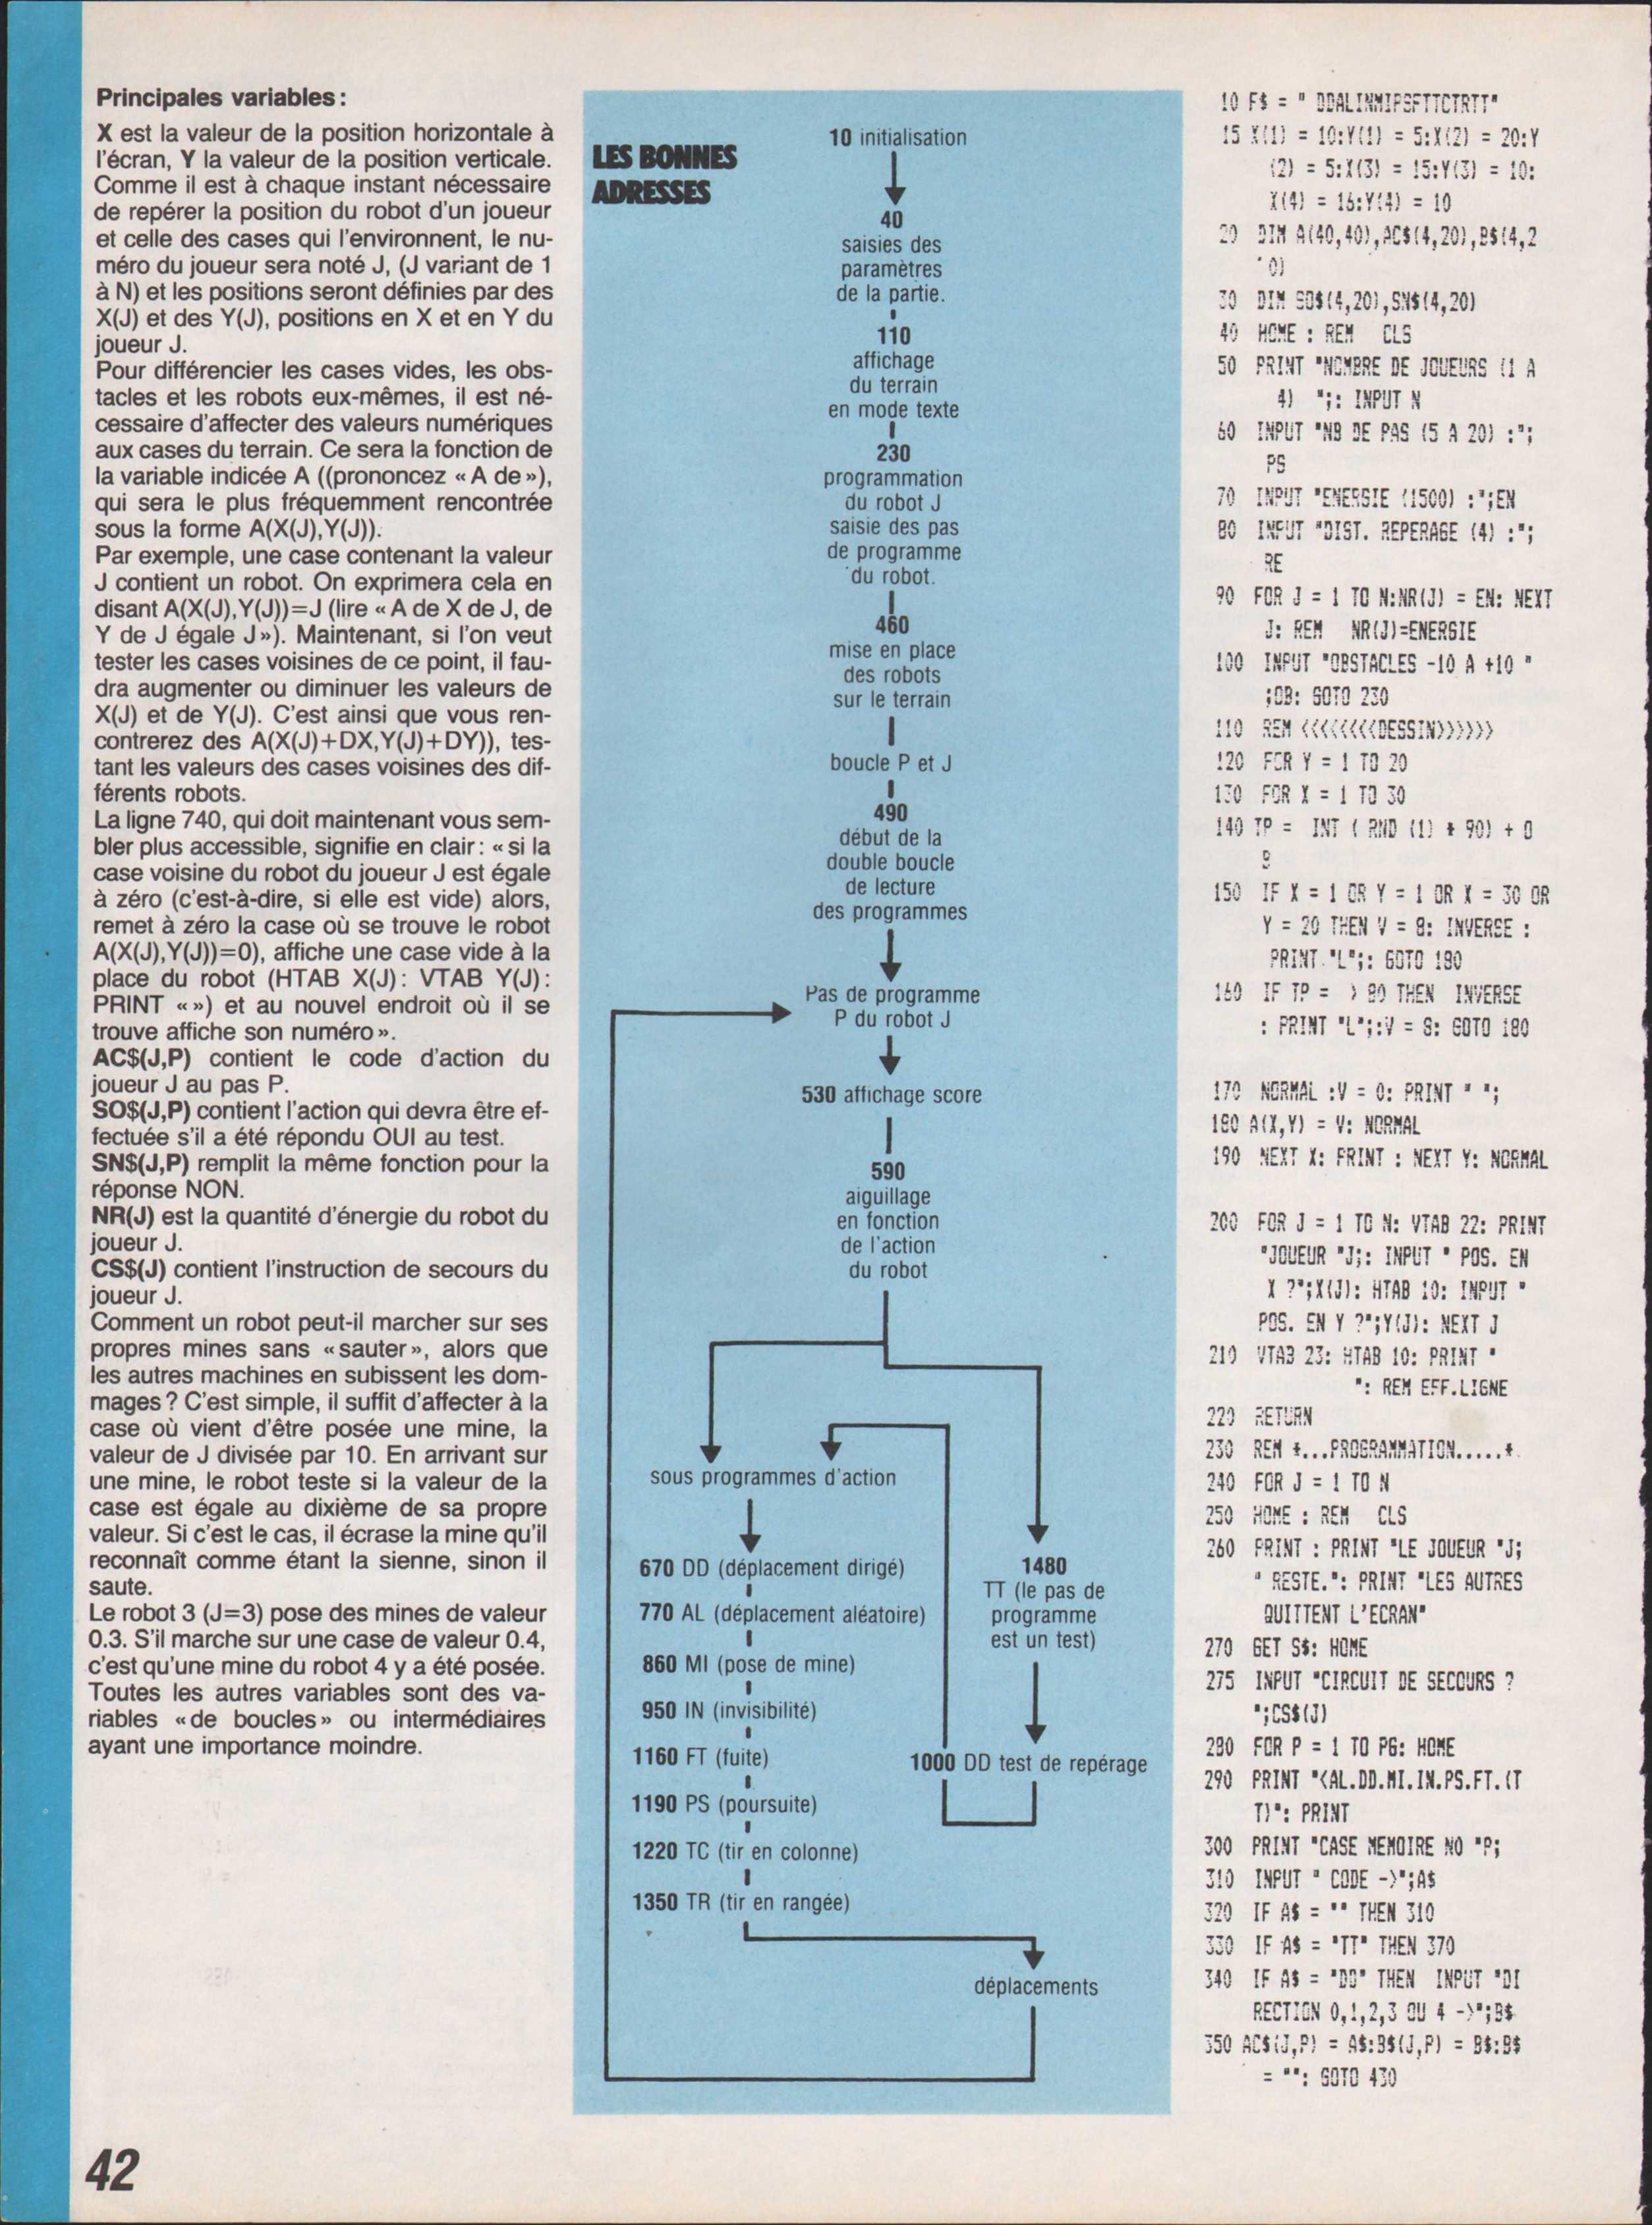 Principales variables :
X est la valeur de la position horizontale à
l'écran, Y la valeur de la position verticale.
Comme il est à chaque instant nécessaire
de repérer la position du robot d'un joueur
et celle des cases qui l'environnent, le nu-
méro du joueur sera noté J, (J variant de 1
à N) et les positions seront définies par des
X(J) et des Y(J), positions en X et en Y du
joueur J.
Pour différencier les cases vides, les obs-
tacles et les robots eux-mêmes, il est né-
cessaire d'affecter des valeurs numériques
aux cases du terrain. Ce sera la fonction de
la variable indicée A ((prononcez « A de »),
qui sera le plus fréquemment rencontrée
sous la forme A(X(J),Y(J)).
Par exemple, une case contenant la valeur
J contient un robot. On exprimera cela en
disant A(X(J),Y(J))=J (lire « A de X de J, de
Y de J égale J »). Maintenant, si l'on veut
tester les cases voisines de ce point, il fau-
dra augmenter ou diminuer les valeurs de
X(J) et de Y(J). C'est ainsi que vous ren-
contrerez des A(X(J)+DX,Y(J)+DY)), tes-
tant les valeurs des cases voisines des dif-
férents robots.
La ligne 740, qui doit maintenant vous sem-
bler plus accessible, signifie en clair : « si la
case voisine du robot du joueur J est égale
à zéro (c'est-à-dire, si elle est vide) alors,
remet à zéro la case où se trouve le robot
A(X(J),Y(J))=0), affiche une case vide à la
place du robot (HTAB X(J) : VTAB Y(J) :
PRINT « ») et au nouvel endroit où il se
trouve affiche son numéro ».
AC$(J,P) contient le code d'action du
joueur J au pas P.
SO$(J,P) contient l'action qui devra être ef-
fectuée s'il a été répondu OUI au test.
SN$(J,P) remplit la même fonction pour la
réponse NON.
NR(J) est la quantité d'énergie du robot du
joueur J.
CS$(J) contient l'instruction de secours du
joueur J.
Comment un robot peut-il marcher sur ses
propres mines sans « sauter », alors que
les autres machines en subissent les dom-
mages ? C'est simple, il suffit d'affecter à la
case où vient d'être posée une mine, la
valeur de J divisée par 10. En arrivant sur
une mine, le robot teste si la valeur de la
case est égale au dixième de sa propre
valeur. Si c'est le cas, il écrase la mine qu'il
reconnaît comme étant la sienne, sinon il
saute.
Le robot 3 (J=3) pose des mines de valeur
0.3. S'il marche sur une case de valeur 0.4,
c'est qu'une mine du robot 4 y a été posée.
Toutes les autres variables sont des va-
riables « de boucles » ou intermédiaires
ayant une importance moindre.
42
LES BONNES
ADRESSES
10 initialisation
40
saisies des
paramètres
de la partie.
110
affichage
du terrain
en mode texte
230
programmation
du robot J
saisie des pas
de programme
du robot.
460
mise en place
des robots
sur le terrain
boucle P et J
490
début de la
double boucle
de lecture
des programmes
Pas de programme
P du robot J
530 affichage score
590
aiguillage
en fonction
de l'action
du robot
sous programmes d'action
670 DD (déplacement dirigé)
770 AL (déplacement aléatoire)
860 MI (pose de mine)
950 IN (invisibilité)
1160 FT (fuite)
1190 PS (poursuite)
1220 TC (tir en colonne)
1350 TR (tir en rangée)
1480
TT (le pas de
programme
est un test)
1000 DD test de repérage
déplacements
10 F$ = " DDALINMIPSFTTCTRTT"
15 X(1) = 10:Y(1) = 5:X(2) = 20:Y
(2) = 5:X(3) = 15:Y(3) = 10:
X(4) = 16:Y(4) = 10
20 DIM A(40,40),AC$(4,20),B$(4,2
0)
30 DIM SO$(4,20),SN$(4,20)
40 HOME : REM CLS
50 PRINT "NOMBRE DE JOUEURS (1 A
4) ";: INPUT N
60 INPUT "NB DE PAS (5 A 20) :";
PS
70 INPUT "ENERGIE (1500) :";EN
80 INPUT "DIST. REPERAGE (4) :";
RE
90 FOR J = 1 TO N:NR(J) = EN: NEXT
J: REM NR(J)=ENERGIE
100 INPUT "OBSTACLES -10 A +10 "
;OB: GOTO 230
110 REM <<<<<<<<DESSIN>>>>>>
120 FOR Y = 1 TO 20
130 FOR X = 1 TO 30
140 TP = INT ( RND (1) * 90) + O
B
150 IF X = 1 OR Y = 1 OR X = 30 OR
Y = 20 THEN V = 8: INVERSE :
PRINT "L";: GOTO 180
160 IF TP = > 80 THEN INVERSE
: PRINT "L";:V = 8: GOTO 180
170 NORMAL :V = 0: PRINT " ";
180 A(X,Y) = V: NORMAL
190 NEXT X: PRINT : NEXT Y: NORMAL
200 FOR J = 1 TO N: VTAB 22: PRINT
"JOUEUR "J;: INPUT " POS. EN
X ?";X(J): HTAB 10: INPUT "
POS. EN Y ?";Y(J): NEXT J
210 VTAB 23: HTAB 10: PRINT "
": REM EFF.LIGNE
220 RETURN
230 REM *...PROGRAMMATION.....*
240 FOR J = 1 TO N
250 HOME : REM CLS
260 PRINT : PRINT "LE JOUEUR "J;
" RESTE.": PRINT "LES AUTRES
QUITTENT L'ECRAN"
270 GET S$: HOME
275 INPUT "CIRCUIT DE SECOURS ?
";CS$(J)
280 FOR P = 1 TO PG: HOME
290 PRINT "<AL.DD.MI.IN.PS.FT.(T
T)": PRINT
300 PRINT "CASE MEMOIRE NO "P;
310 INPUT " CODE ->";A$
320 IF A$ = "" THEN 310
330 IF A$ = "TT" THEN 370
340 IF A$ = "DD" THEN INPUT "DI
RECTION 0,1,2,3 OU 4 ->";B$
350 AC$(J,P) = A$:B$(J,P) = B$:B$
= "": GOTO 430